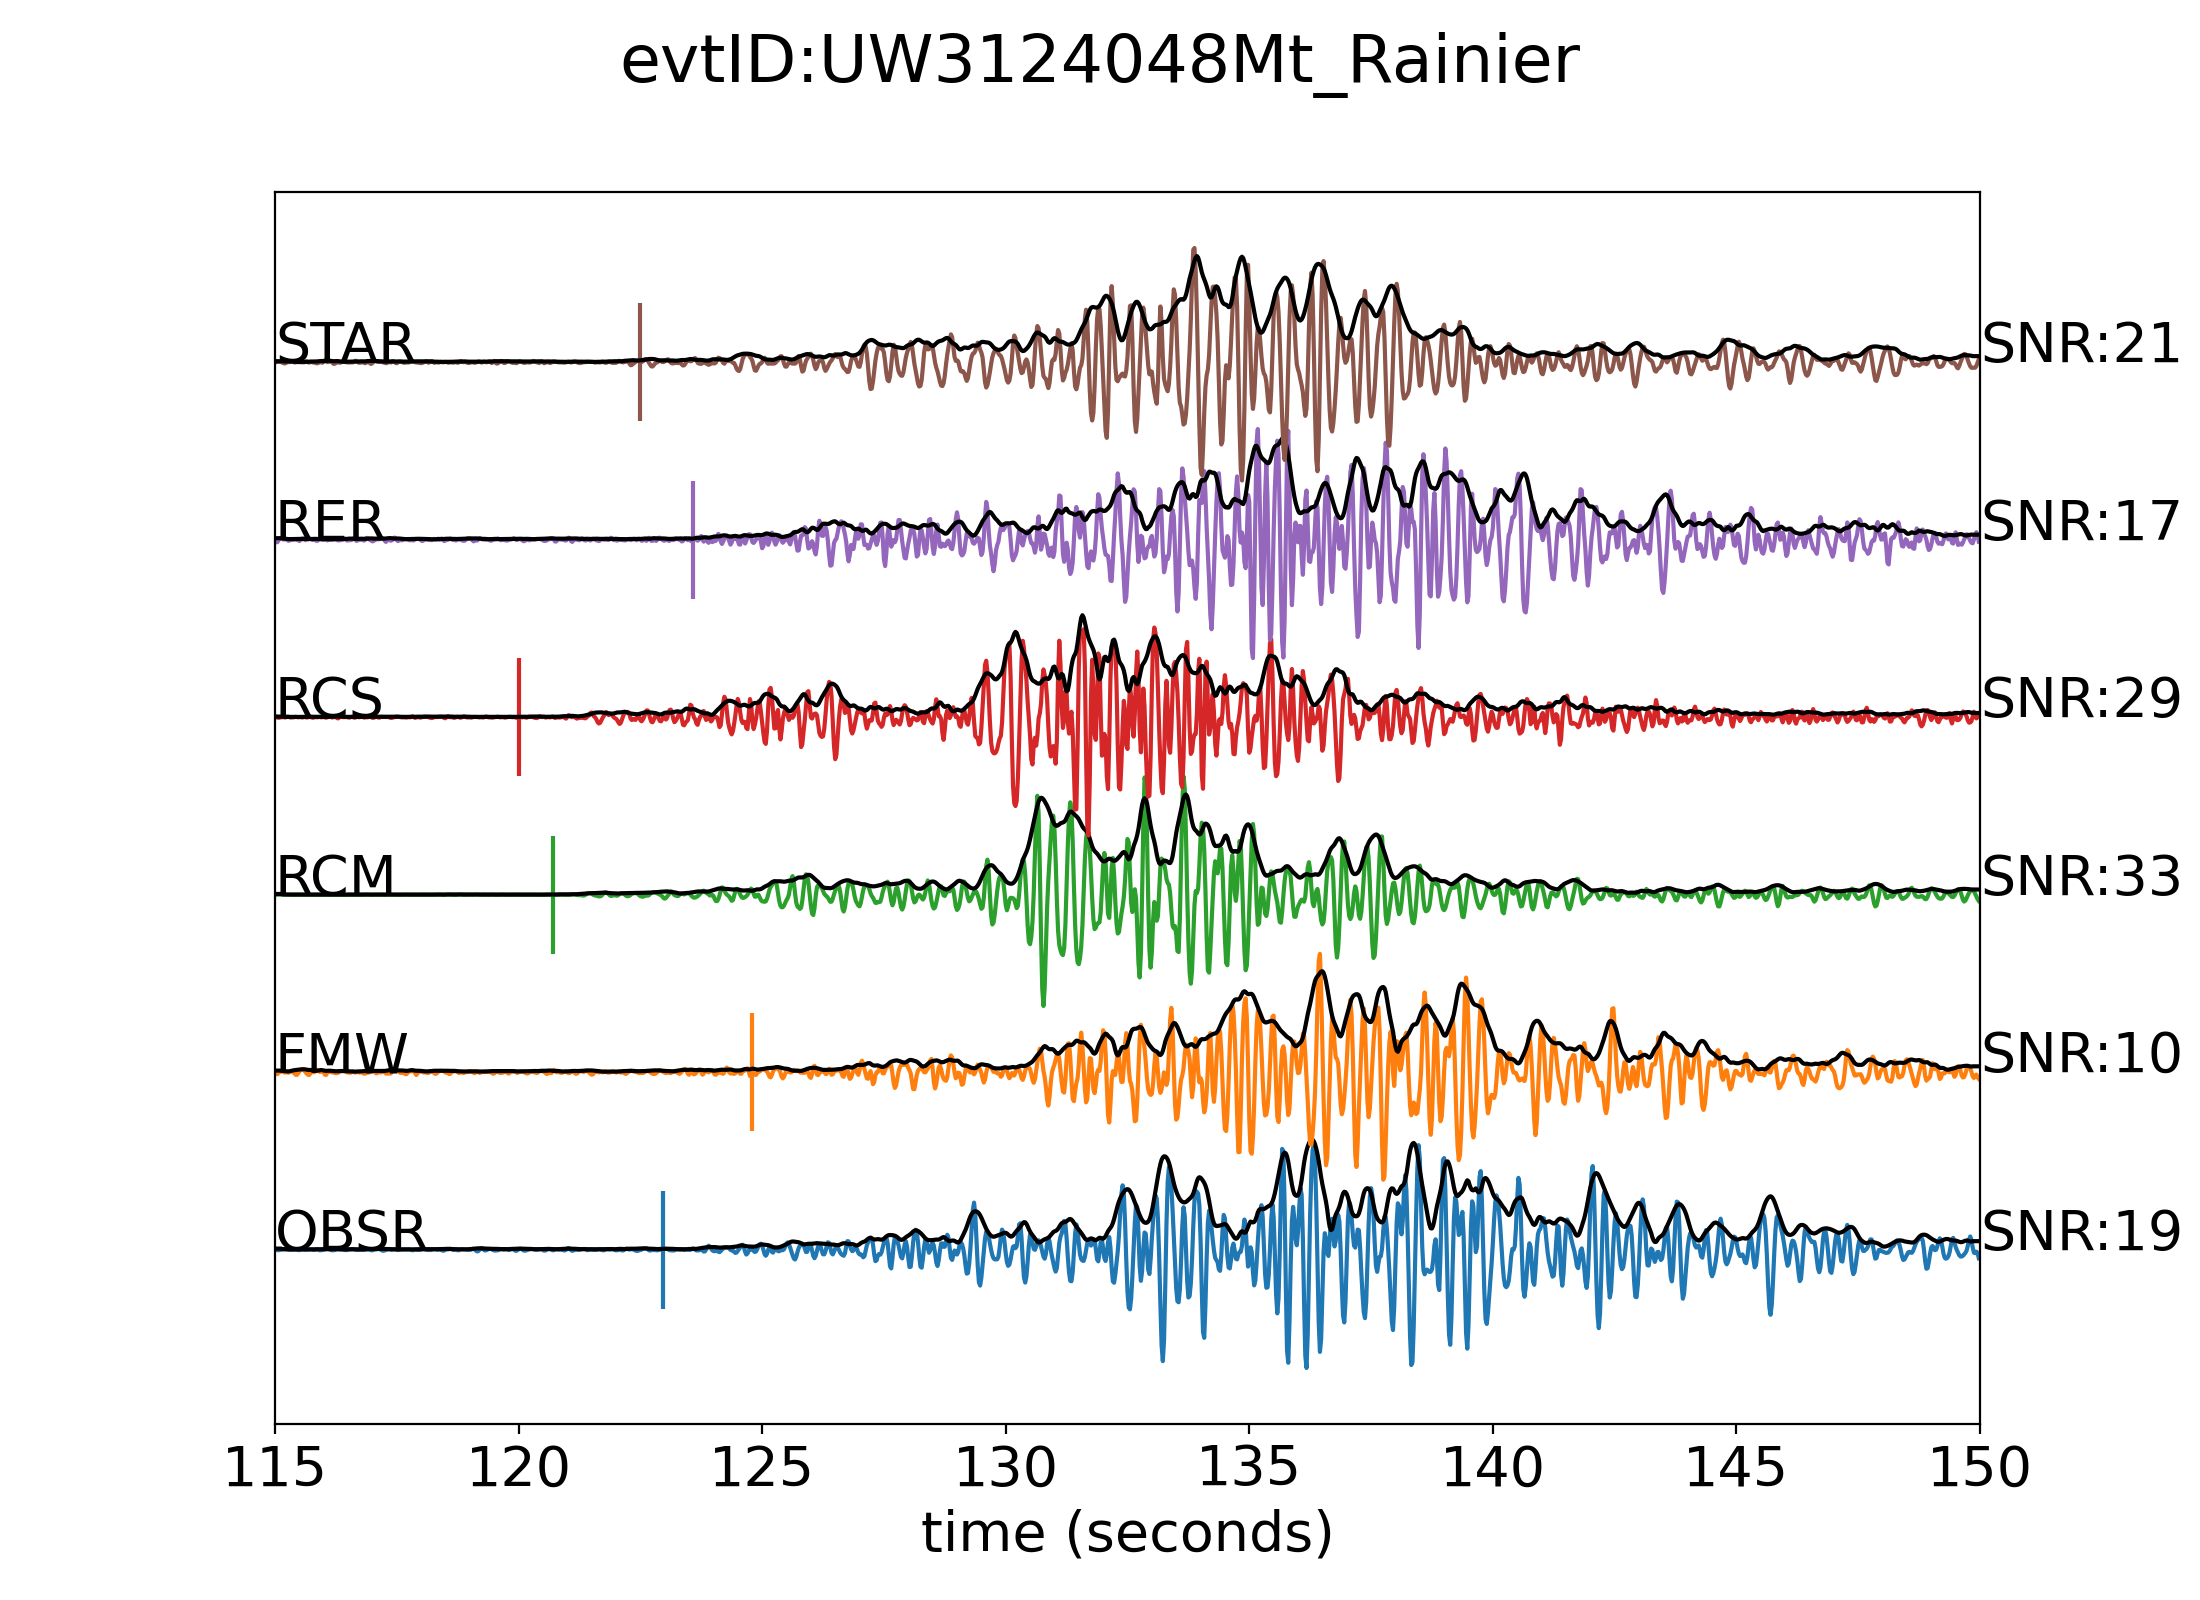 evtID:UW3124048Mt_Rainier
STAR SNR:21
RER SNR:17
RCS SNR:29
RCM SNR:33
FMW SNR:10
OBSR SNR:19
115 120 125 130 135 140 145 150
time (seconds)